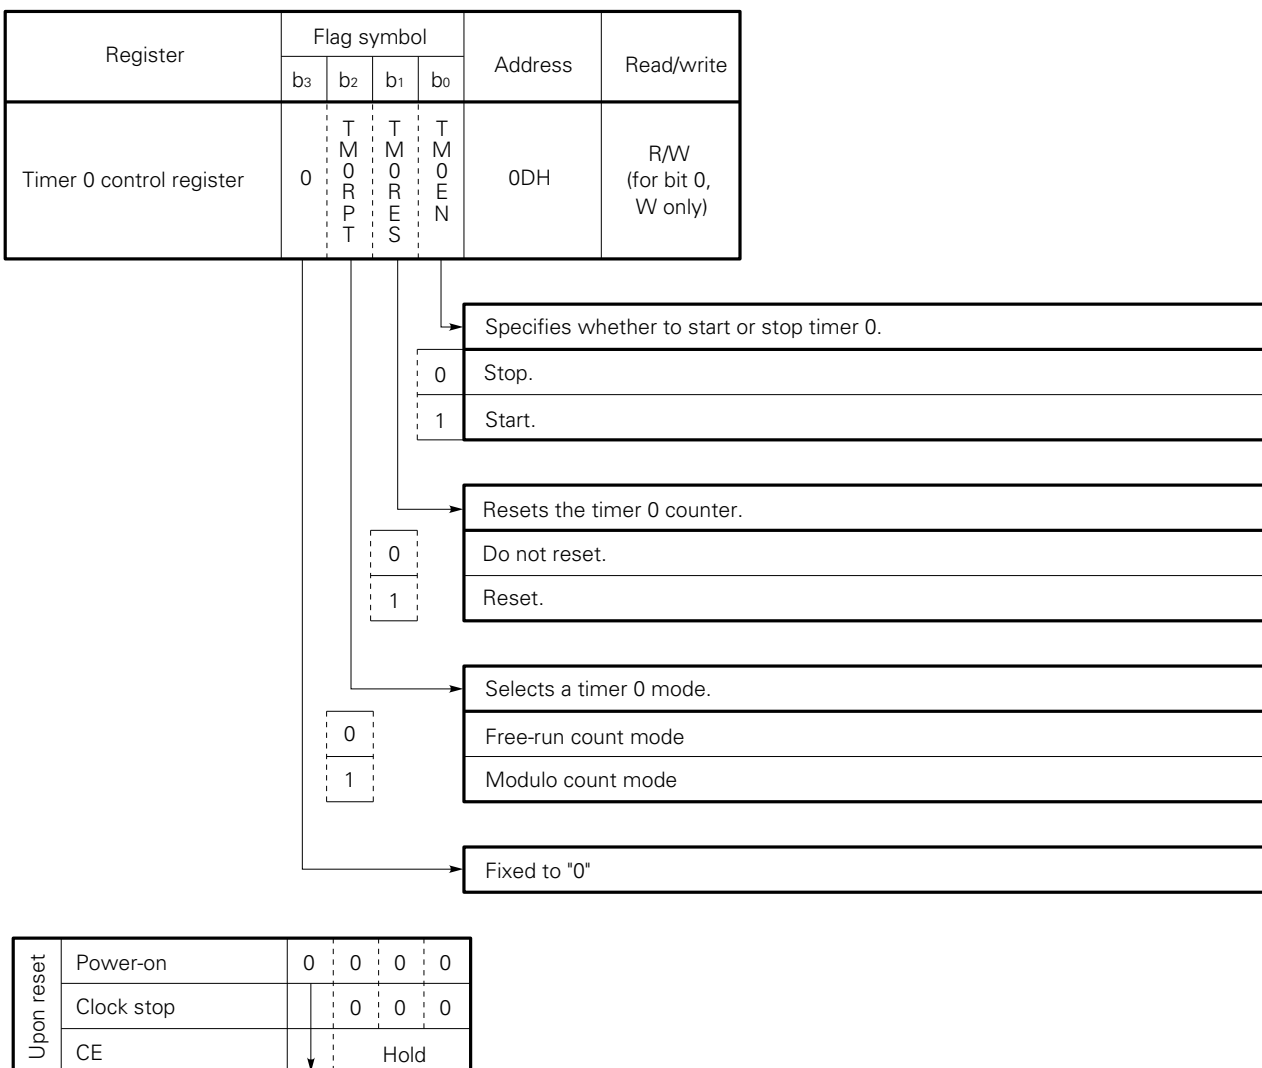 Register
Flag symbol
Address
Read/write
b3 b2 b1 b0
Timer 0 control register
0
TM0RPT
TM0RES
TM0EN
0DH
R/W
(for bit 0,
W only)
Specifies whether to start or stop timer 0.
0 Stop.
1 Start.
Resets the timer 0 counter.
0 Do not reset.
1 Reset.
Selects a timer 0 mode.
0 Free-run count mode
1 Modulo count mode
Fixed to "0"
Upon reset
Power-on 0 0 0 0
Clock stop 0 0 0
CE Hold